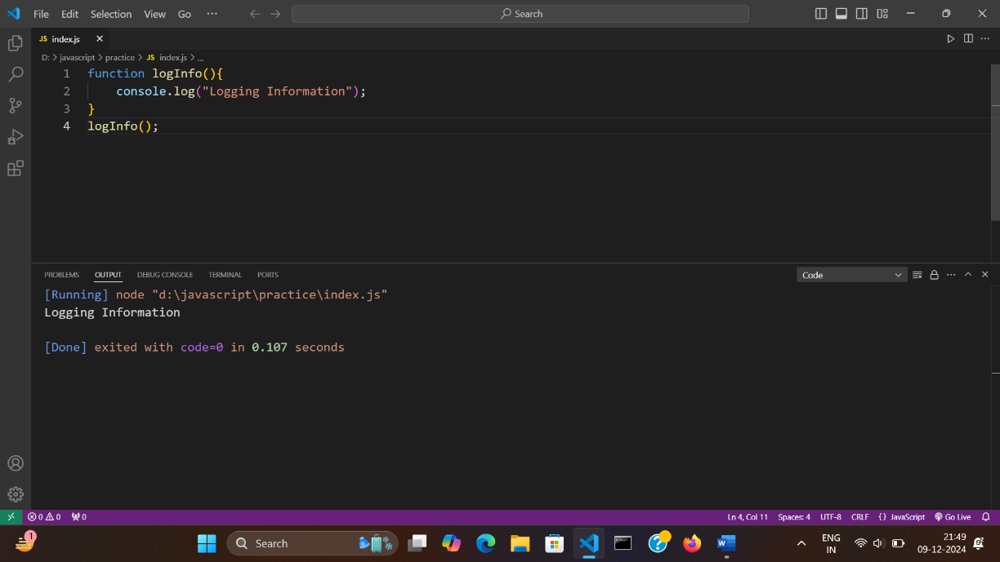 File Edit Selection View Go ··· Search
JS index.js
D: > javascript > practice > JS index.js > ...
1 function logInfo(){
2     console.log("Logging Information");
3 }
4 logInfo();
PROBLEMS OUTPUT DEBUG CONSOLE TERMINAL PORTS Code
[Running] node "d:\javascript\practice\index.js"
Logging Information
[Done] exited with code=0 in 0.107 seconds
0 0 0 Ln 4, Col 11 Spaces: 4 UTF-8 CRLF {} JavaScript Go Live
1 Search ENG 21:49
IN 09-12-2024